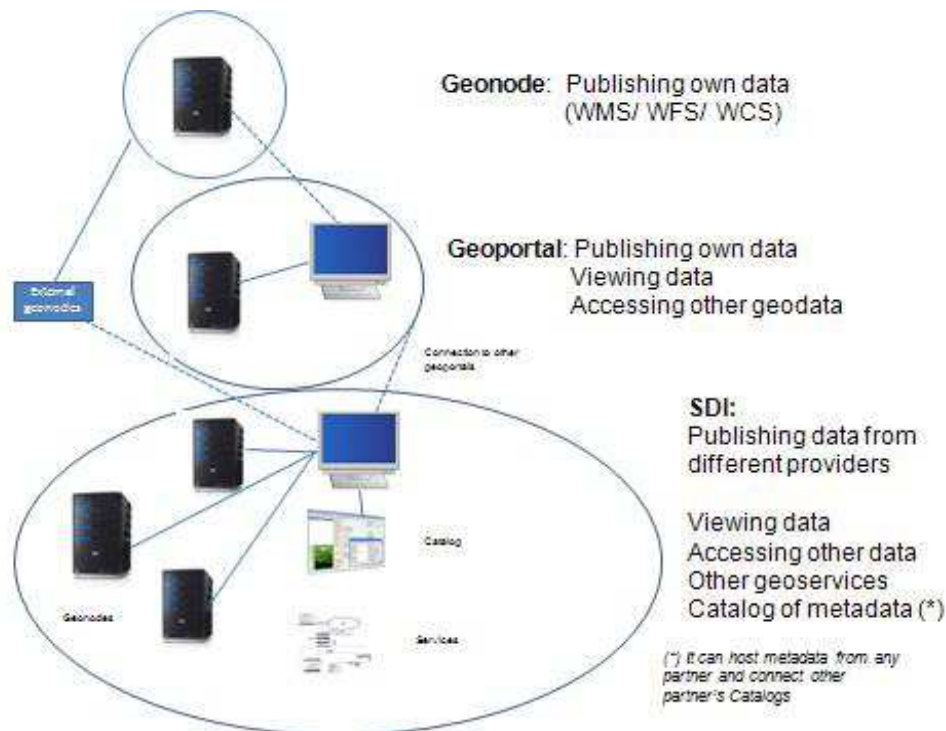 Geonode: Publishing own data
(WMS/ WFS/ WCS)
Geoportal: Publishing own data
Viewing data
Accessing other geodata
External
geonodes
Connection to other
geoportals
SDI:
Publishing data from
different providers
Viewing data
Accessing other data
Other geoservices
Catalog of metadata (*)
Catalog
Geonodes
Services
(*) It can host metadata from any
partner and connect other
partner's Catalogs